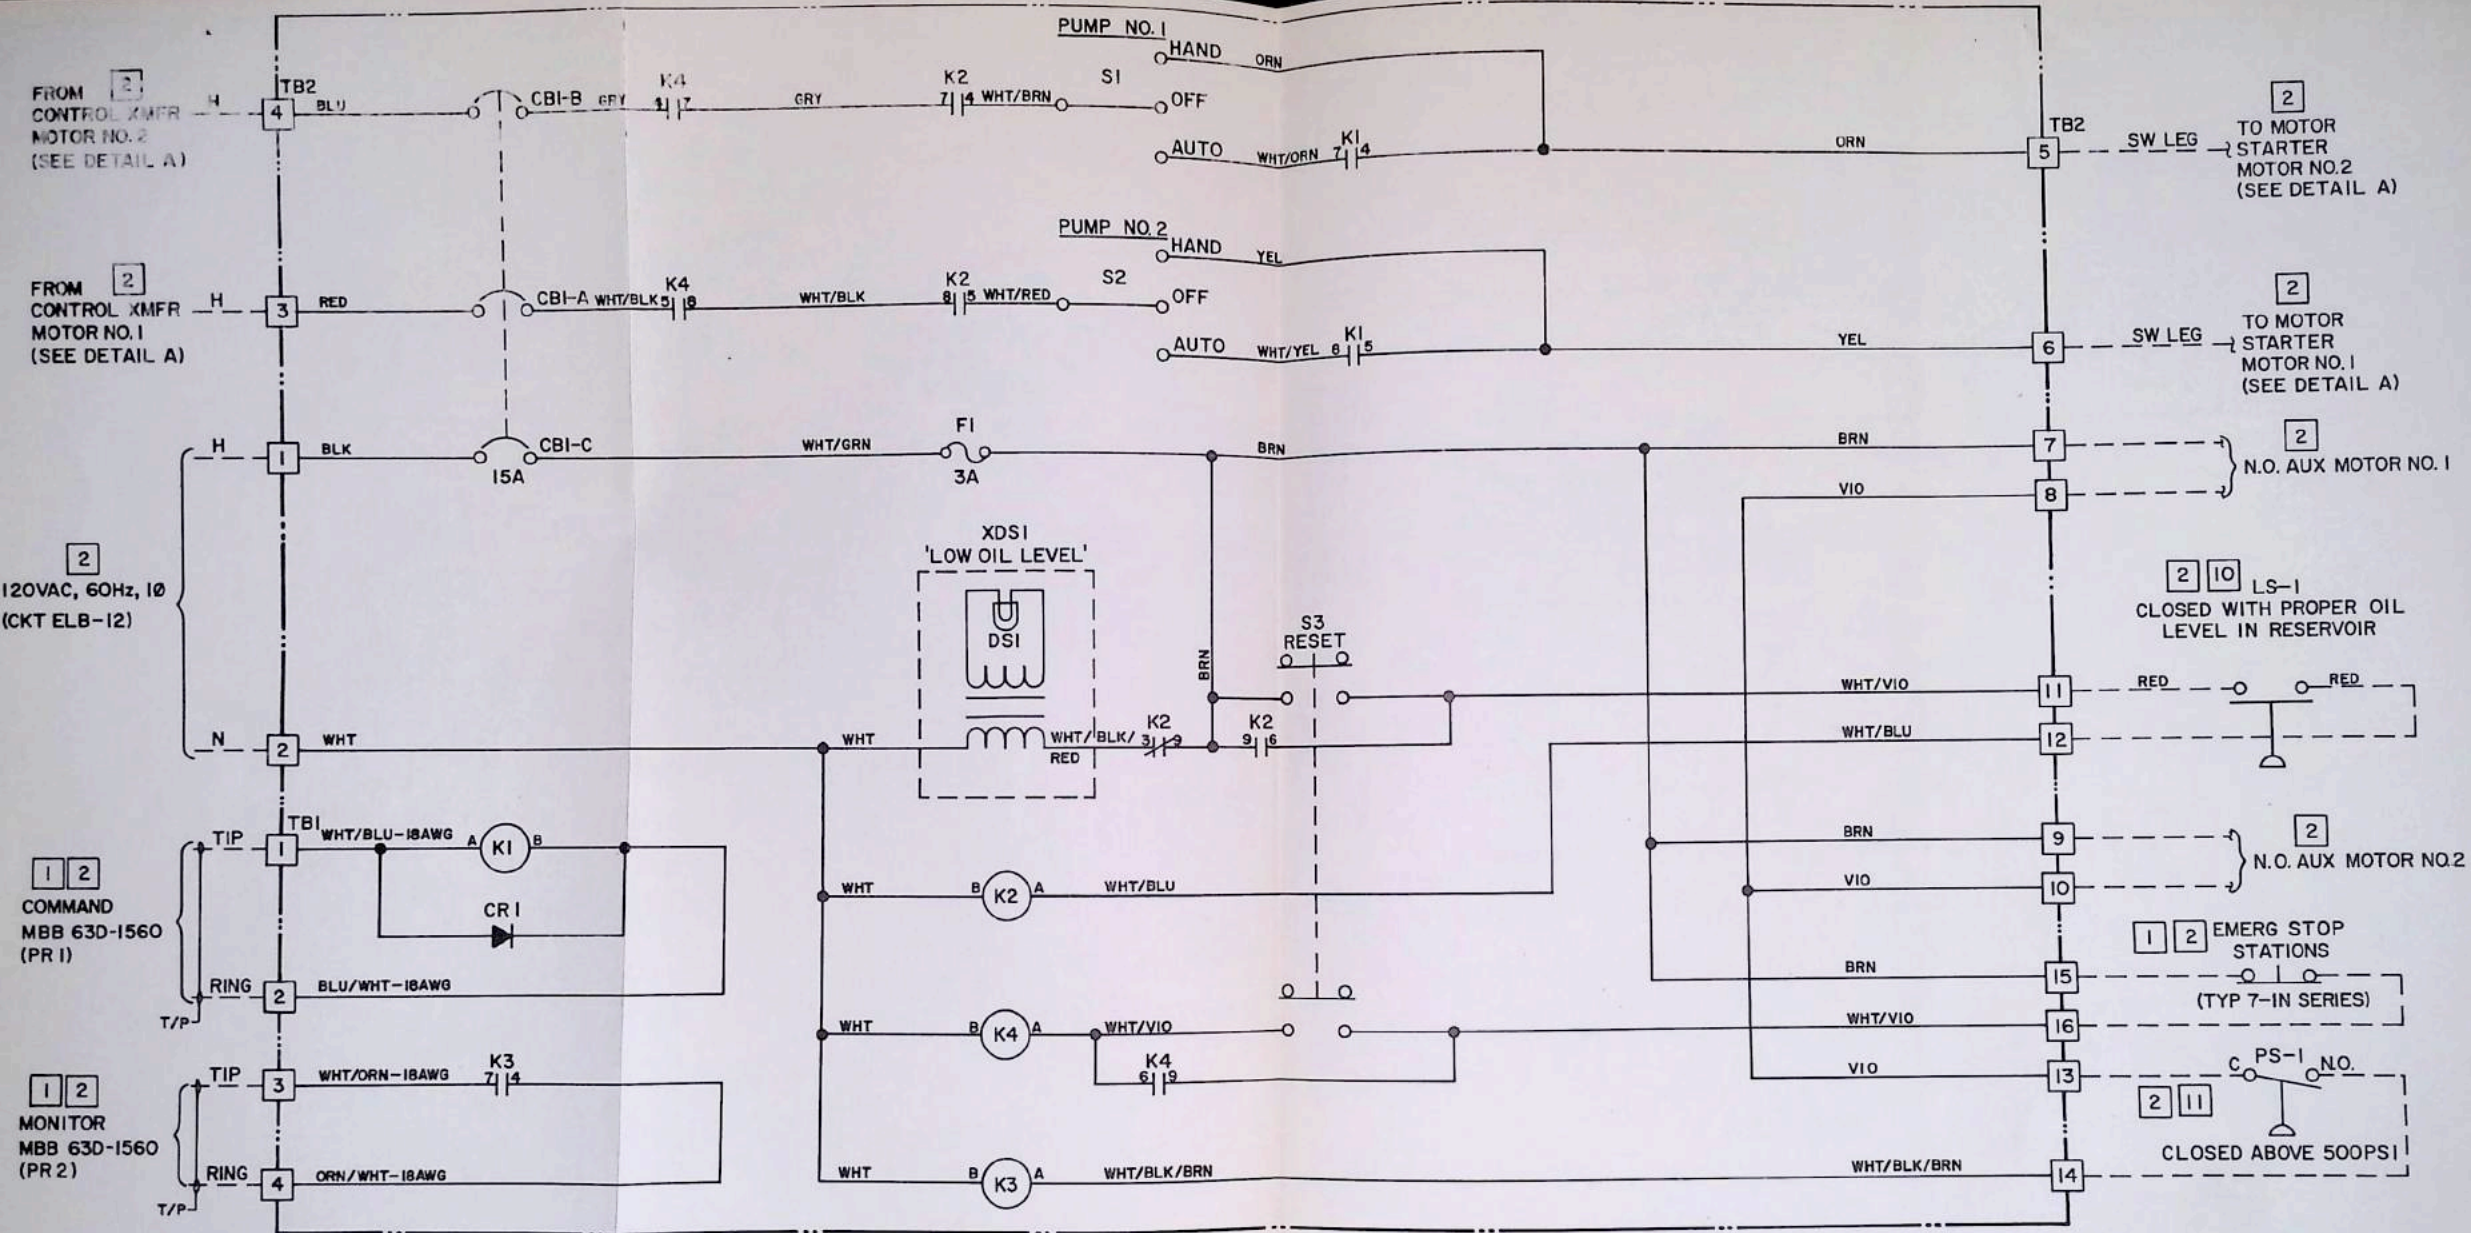 PUMP NO. 1
HAND
ORN
S1
OFF
AUTO
WHT/ORN
7
K1
4
FROM
2
CONTROL XMFR
MOTOR NO. 2
(SEE DETAIL A)
H
TB2
4
BLU
CB1-B
GRY
K4
7
GRY
K2
7
4
WHT/BRN
ORN
TB2
5
SW LEG
2
TO MOTOR
STARTER
MOTOR NO.2
(SEE DETAIL A)
PUMP NO. 2
HAND
YEL
S2
OFF
AUTO
WHT/YEL
8
K1
5
FROM
2
CONTROL XMFR
MOTOR NO. 1
(SEE DETAIL A)
H
3
RED
CB1-A
WHT/BLK
5
K4
8
WHT/BLK
K2
8
5
WHT/RED
YEL
6
SW LEG
2
TO MOTOR
STARTER
MOTOR NO. 1
(SEE DETAIL A)
H
1
BLK
CB1-C
15A
WHT/GRN
F1
3A
BRN
BRN
7
2
N.O. AUX MOTOR NO. 1
VIO
8
2
120VAC, 60Hz, 1Ø
(CKT ELB-12)
XDS1
'LOW OIL LEVEL'
DS1
BRN
S3
RESET
2
10
LS-1
CLOSED WITH PROPER OIL
LEVEL IN RESERVOIR
WHT/VIO
11
RED
RED
N
2
WHT
WHT
WHT/BLK/
RED
K2
3
9
K2
9
6
WHT/BLU
12
TIP
TB1
1
WHT/BLU-18AWG
A
K1
B
1
2
COMMAND
MBB 63D-1560
(PR 1)
CR1
RING
2
BLU/WHT-18AWG
T/P
WHT
B
K2
A
WHT/BLU
BRN
9
2
N.O. AUX MOTOR NO.2
VIO
10
1
2
EMERG STOP
STATIONS
BRN
15
(TYP 7-IN SERIES)
WHT
B
K4
A
WHT/VIO
WHT/VIO
16
K4
6
9
TIP
3
WHT/ORN-18AWG
K3
7
4
1
2
MONITOR
MBB 63D-1560
(PR 2)
RING
4
ORN/WHT-18AWG
T/P
VIO
13
C
PS-1
N.O.
2
11
CLOSED ABOVE 500PSI
WHT
B
K3
A
WHT/BLK/BRN
WHT/BLK/BRN
14